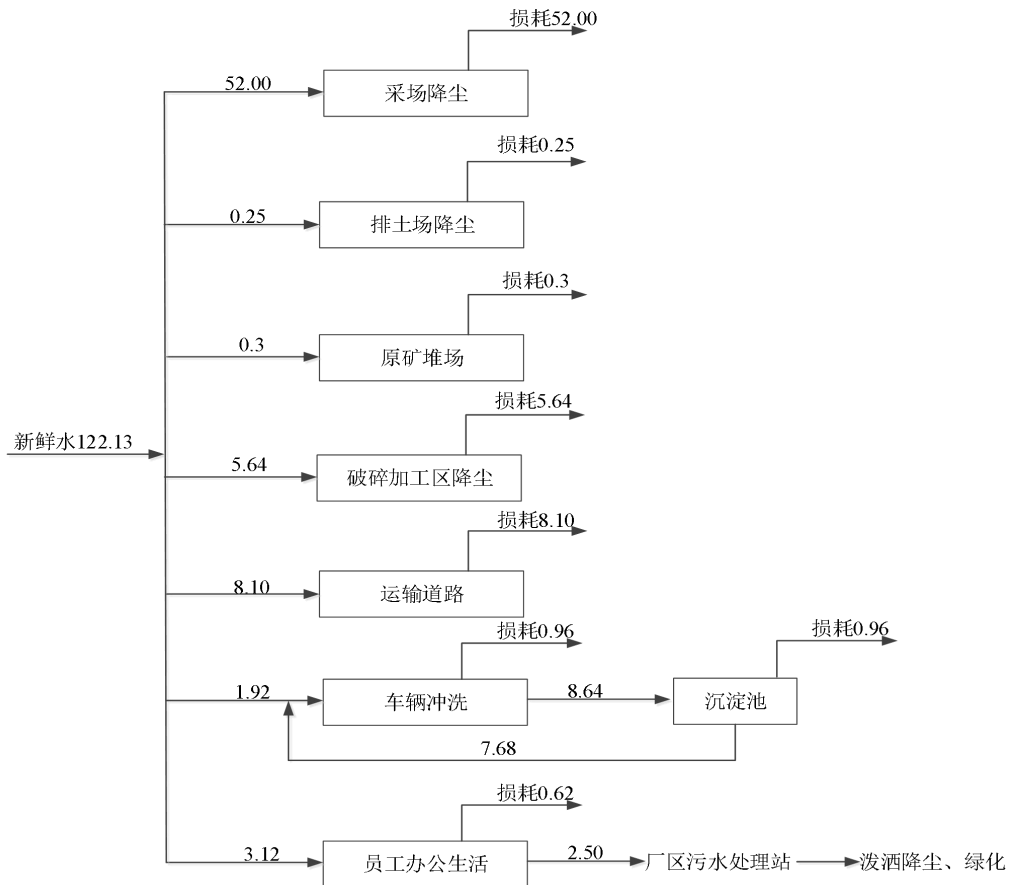 损耗52.00
52.00
采场降尘
损耗0.25
0.25
排土场降尘
损耗0.3
0.3
原矿堆场
损耗5.64
新鲜水122.13
5.64
破碎加工区降尘
损耗8.10
8.10
运输道路
损耗0.96
损耗0.96
1.92
车辆冲洗
8.64
沉淀池
7.68
损耗0.62
3.12
员工办公生活
2.50
厂区污水处理站
泼洒降尘、绿化